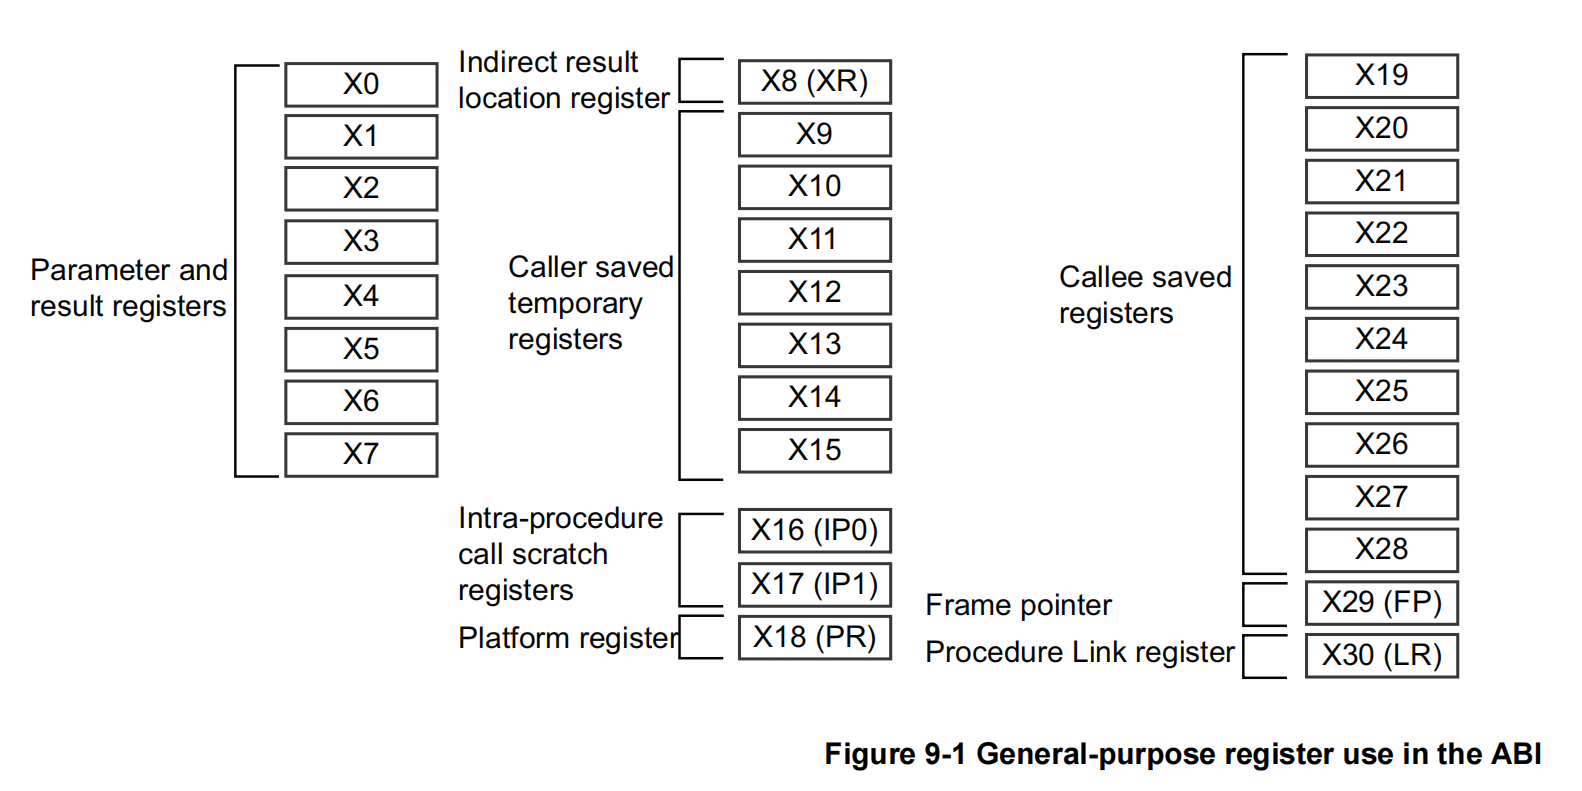 X0
X1
X2
X3
X4
X5
X6
X7
Parameter and
result registers
Indirect result
location register
X8 (XR)
X9
X10
X11
X12
X13
X14
X15
Caller saved
temporary
registers
Intra-procedure
call scratch
registers
X16 (IP0)
X17 (IP1)
Platform register
X18 (PR)
X19
X20
X21
X22
X23
X24
X25
X26
X27
X28
Callee saved
registers
Frame pointer
X29 (FP)
Procedure Link register
X30 (LR)
Figure 9-1 General-purpose register use in the ABI